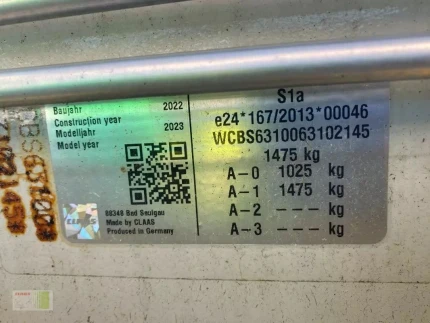 Baujahr 2022
Construction year
Modelljahr 2023
Model year
88348 Bad Saulgau
Made by CLAAS
Produced in Germany
CLAAS
S1a
e24*167/2013*00046
WCBS6310063102145
1475 kg
A-0 1025 kg
A-1 1475 kg
A-2 --- kg
A-3 --- kg